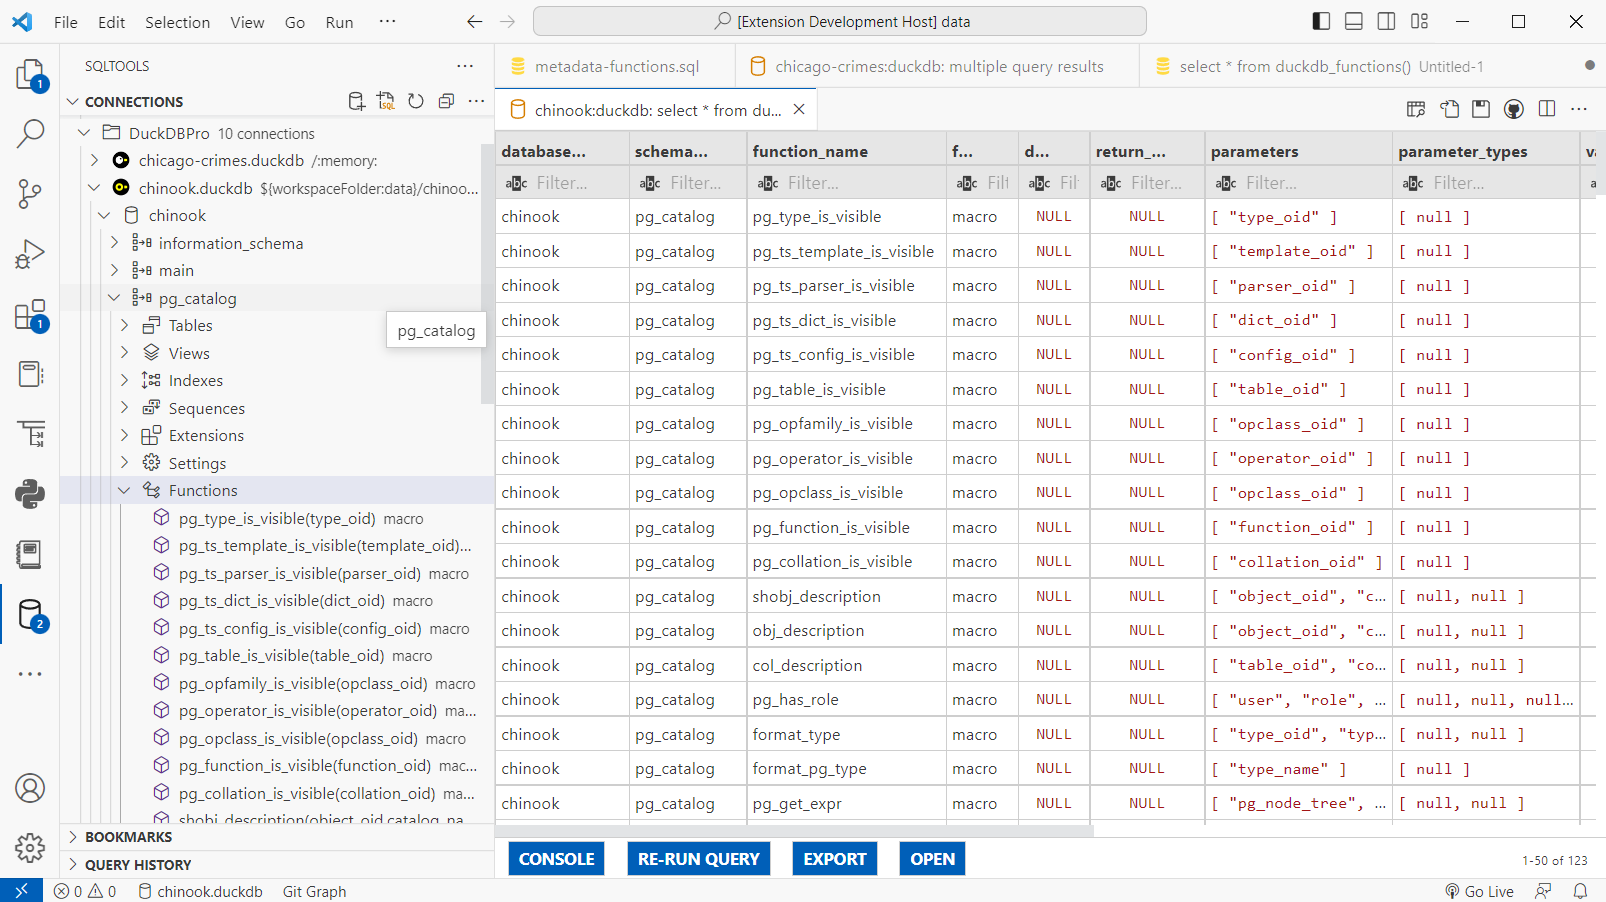 File Edit Selection View Go Run ···
[Extension Development Host] data
SQLTOOLS
metadata-functions.sql
chicago-crimes:duckdb: multiple query results
select * from duckdb_functions() Untitled-1
CONNECTIONS
chinook:duckdb: select * from du...
DuckDBPro 10 connections
chicago-crimes.duckdb /:memory:
chinook.duckdb ${workspaceFolder:data}/chinoo...
chinook
information_schema
main
pg_catalog
Tables
pg_catalog
Views
Indexes
Sequences
Extensions
Settings
Functions
pg_type_is_visible(type_oid) macro
pg_ts_template_is_visible(template_oid)...
pg_ts_parser_is_visible(parser_oid) macro
pg_ts_dict_is_visible(dict_oid) macro
pg_ts_config_is_visible(config_oid) macro
pg_table_is_visible(table_oid) macro
pg_opfamily_is_visible(opclass_oid) macro
pg_operator_is_visible(operator_oid) ma...
pg_opclass_is_visible(opclass_oid) macro
pg_function_is_visible(function_oid) mac...
pg_collation_is_visible(collation_oid) ma...
shobj_description(object_oid,catalog_na
BOOKMARKS
QUERY HISTORY
database... schema... function_name f... d... return_... parameters parameter_types va
abc Filter... abc Filter... abc Filter... abc Filt abc Fil abc Filter... abc Filter... abc Filter... a
chinook pg_catalog pg_type_is_visible macro NULL NULL [ "type_oid" ] [ null ]
chinook pg_catalog pg_ts_template_is_visible macro NULL NULL [ "template_oid" ] [ null ]
chinook pg_catalog pg_ts_parser_is_visible macro NULL NULL [ "parser_oid" ] [ null ]
chinook pg_catalog pg_ts_dict_is_visible macro NULL NULL [ "dict_oid" ] [ null ]
chinook pg_catalog pg_ts_config_is_visible macro NULL NULL [ "config_oid" ] [ null ]
chinook pg_catalog pg_table_is_visible macro NULL NULL [ "table_oid" ] [ null ]
chinook pg_catalog pg_opfamily_is_visible macro NULL NULL [ "opclass_oid" ] [ null ]
chinook pg_catalog pg_operator_is_visible macro NULL NULL [ "operator_oid" ] [ null ]
chinook pg_catalog pg_opclass_is_visible macro NULL NULL [ "opclass_oid" ] [ null ]
chinook pg_catalog pg_function_is_visible macro NULL NULL [ "function_oid" ] [ null ]
chinook pg_catalog pg_collation_is_visible macro NULL NULL [ "collation_oid" ] [ null ]
chinook pg_catalog shobj_description macro NULL NULL [ "object_oid", "c... [ null, null ]
chinook pg_catalog obj_description macro NULL NULL [ "object_oid", "c... [ null, null ]
chinook pg_catalog col_description macro NULL NULL [ "table_oid", "co... [ null, null ]
chinook pg_catalog pg_has_role macro NULL NULL [ "user", "role", ... [ null, null, null...
chinook pg_catalog format_type macro NULL NULL [ "type_oid", "typ... [ null, null ]
chinook pg_catalog format_pg_type macro NULL NULL [ "type_name" ] [ null ]
chinook pg_catalog pg_get_expr macro NULL NULL [ "pg_node_tree", ... [ null, null ]
CONSOLE RE-RUN QUERY EXPORT OPEN
1-50 of 123
1
1
2
0 0 chinook.duckdb Git Graph
Go Live